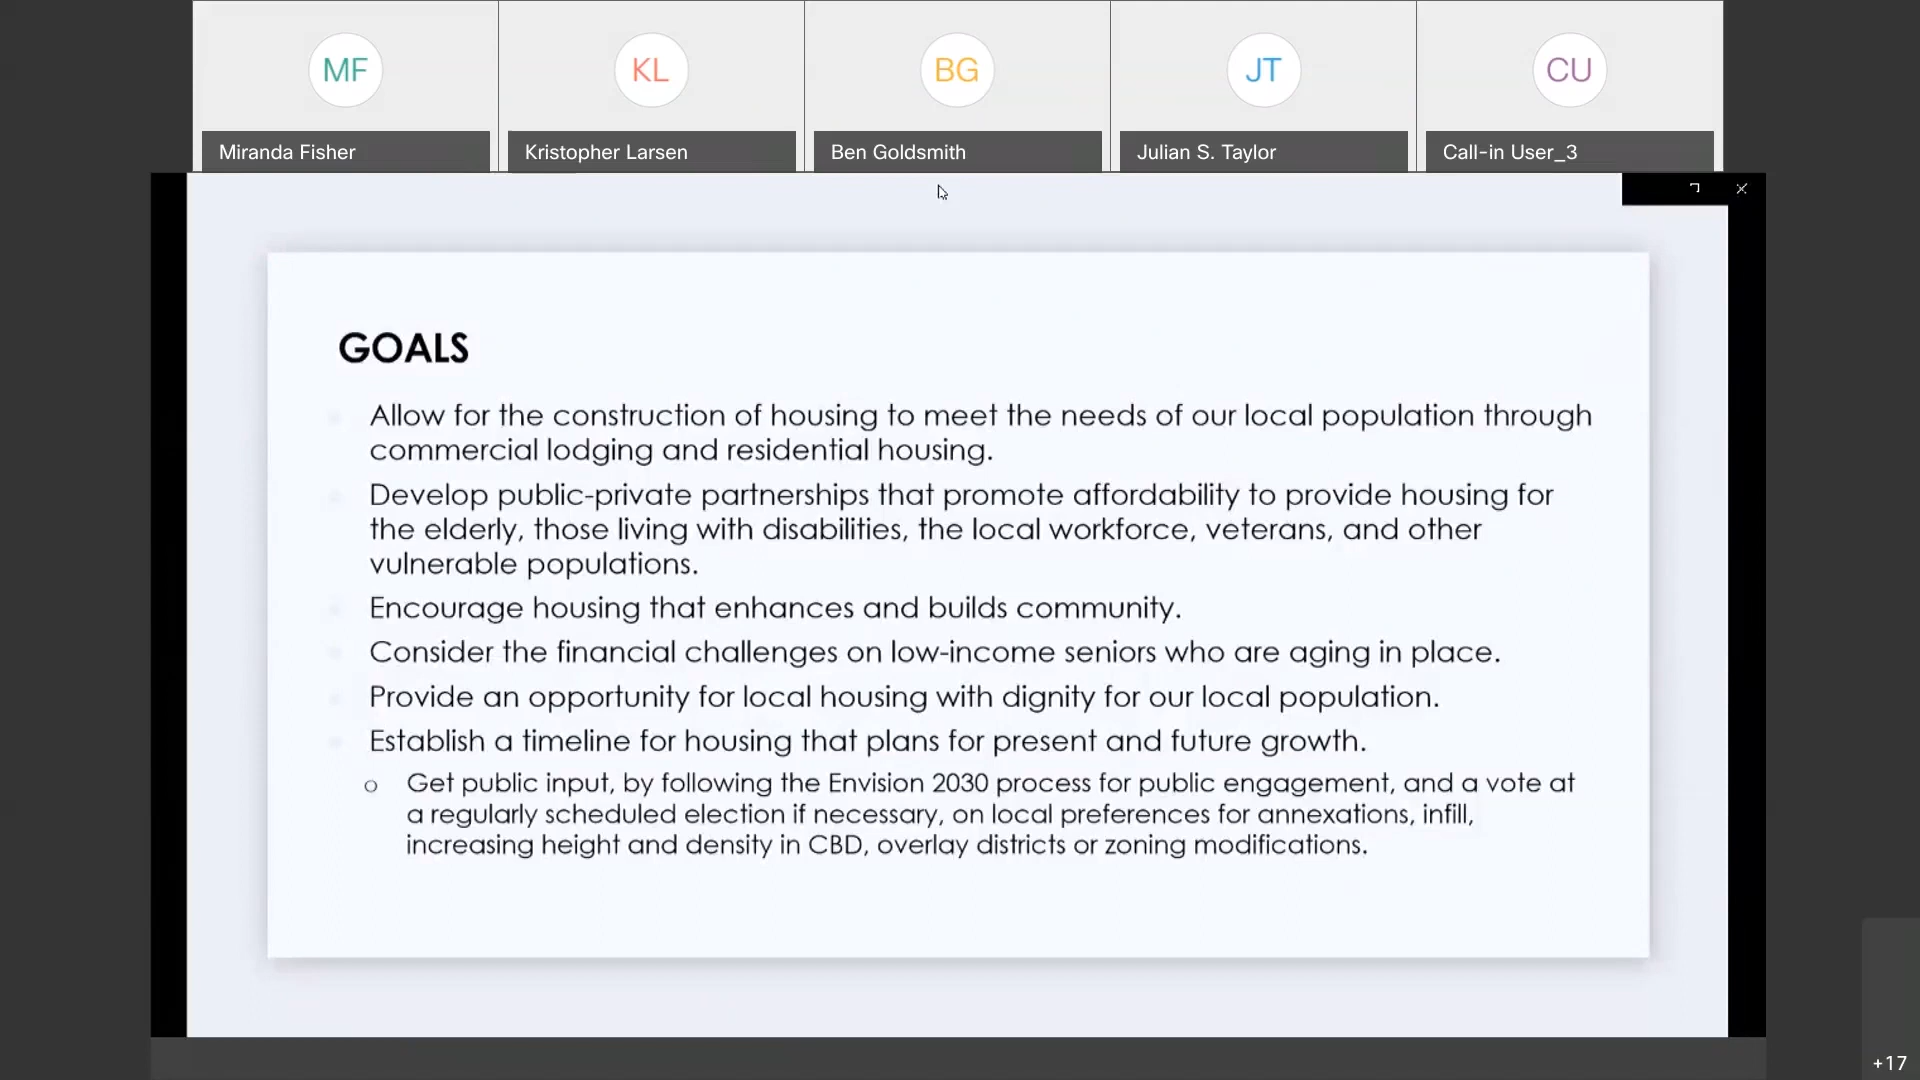 MF
KL
BG
JT
CU
Miranda Fisher
Kristopher Larsen
Ben Goldsmith
Julian S. Taylor
Call-in User_3
GOALS
Allow for the construction of housing to meet the needs of our local population through
commercial lodging and residential housing.
Develop public-private partnerships that promote affordability to provide housing for
the elderly, those living with disabilities, the local workforce, veterans, and other
vulnerable populations.
Encourage housing that enhances and builds community.
Consider the financial challenges on low-income seniors who are aging in place.
Provide an opportunity for local housing with dignity for our local population.
Establish a timeline for housing that plans for present and future growth.
o Get public input, by following the Envision 2030 process for public engagement, and a vote at
a regularly scheduled election if necessary, on local preferences for annexations, infill,
increasing height and density in CBD, overlay districts or zoning modifications.
+17